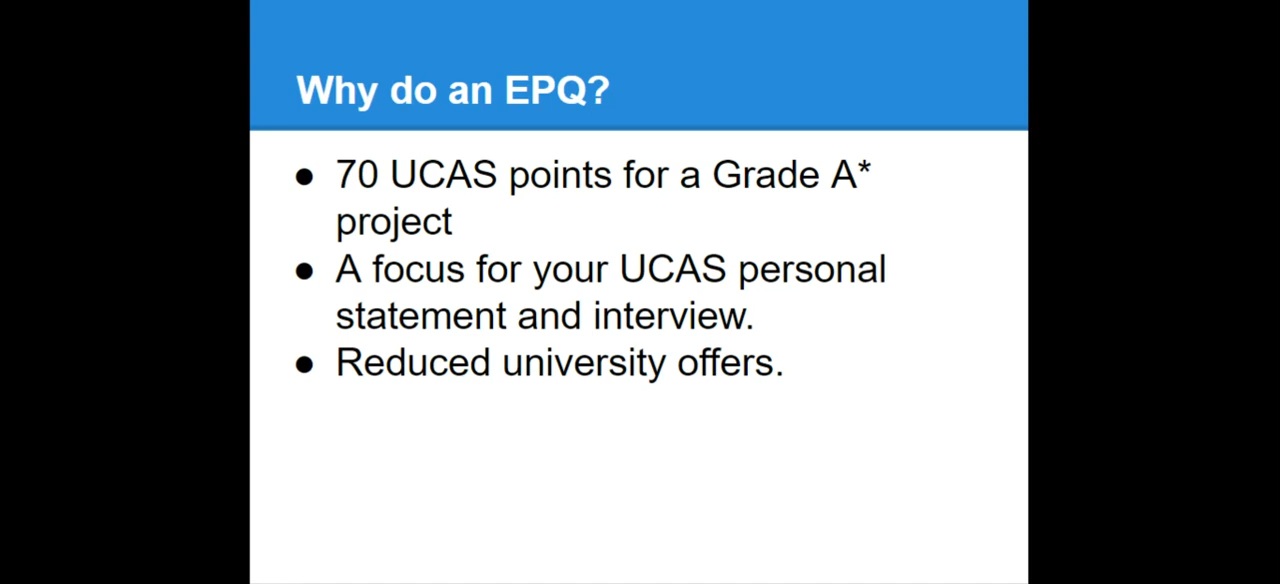 Why do an EPQ?
● 70 UCAS points for a Grade A*
project
● A focus for your UCAS personal
statement and interview.
● Reduced university offers.